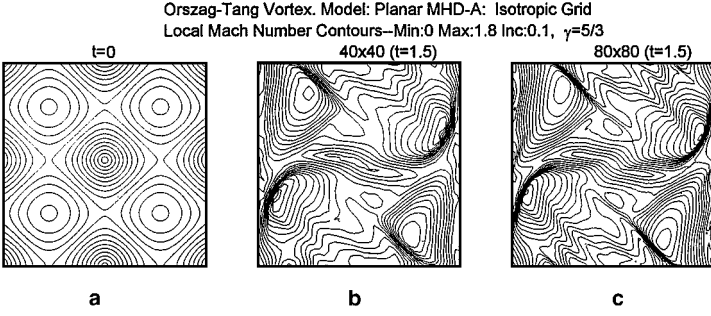 Orszag-Tang Vortex. Model: Planar MHD-A: Isotropic Grid
Local Mach Number Contours--Min:0 Max:1.8 Inc:0.1, γ=5/3
t=0
40x40 (t=1.5)
80x80 (t=1.5)
a
b
c